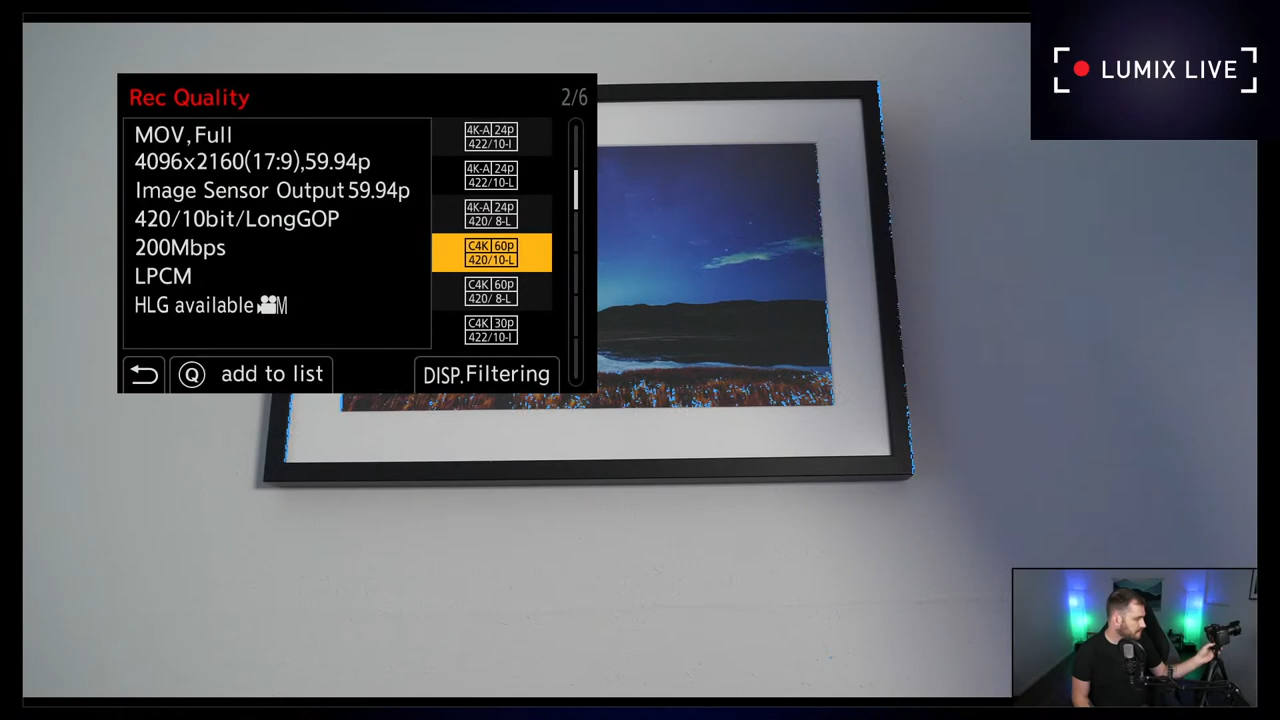 LUMIX LIVE
Rec Quality
2/6
MOV,Full
4096x2160(17:9),59.94p
Image Sensor Output 59.94p
420/10bit/LongGOP
200Mbps
LPCM
HLG available M
4K-A 24p
422/10-I
4K-A 24p
422/10-L
4K-A 24p
420/ 8-L
C4K 60p
420/10-L
C4K 60p
420/ 8-L
C4K 30p
422/10-I
Q add to list
DISP.Filtering